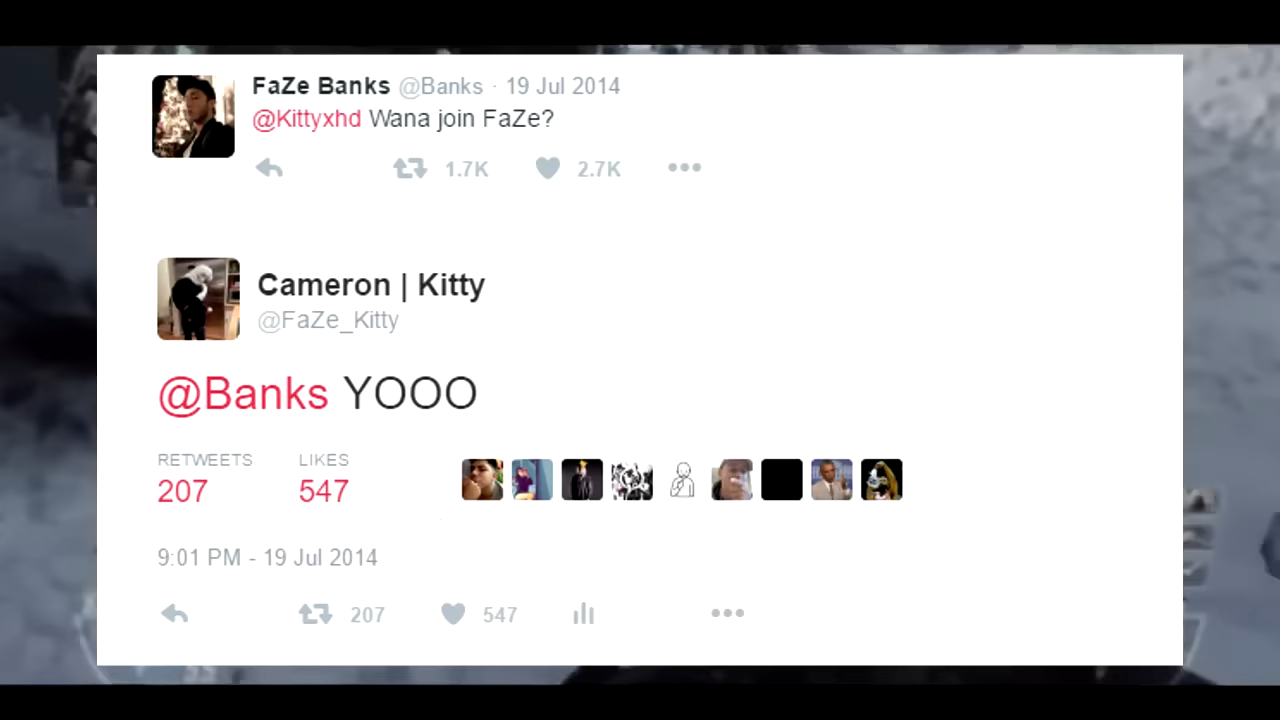 FaZe Banks @Banks · 19 Jul 2014
@Kittyxhd Wana join FaZe?
1.7K 2.7K
Cameron | Kitty
@FaZe_Kitty
@Banks YOOO
RETWEETS LIKES
207 547
9:01 PM - 19 Jul 2014
207 547